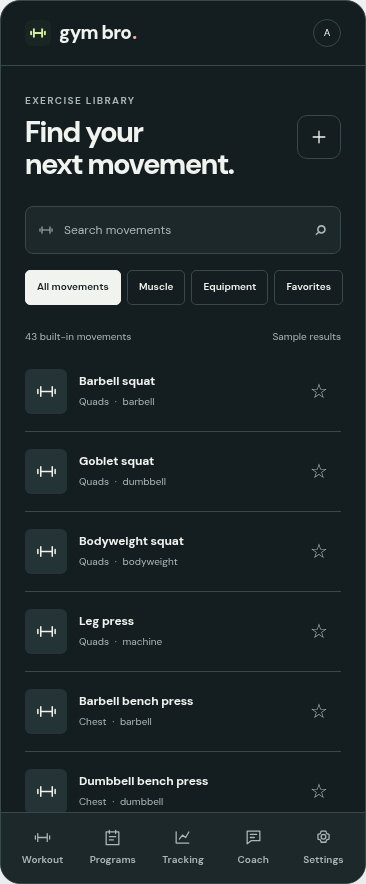 gym bro.
A
EXERCISE LIBRARY
Find your
next movement.
Search movements
All movements
Muscle
Equipment
Favorites
43 built-in movements
Sample results
Barbell squat
Quads · barbell
Goblet squat
Quads · dumbbell
Bodyweight squat
Quads · bodyweight
Leg press
Quads · machine
Barbell bench press
Chest · barbell
Dumbbell bench press
Chest · dumbbell
Workout
Programs
Tracking
Coach
Settings